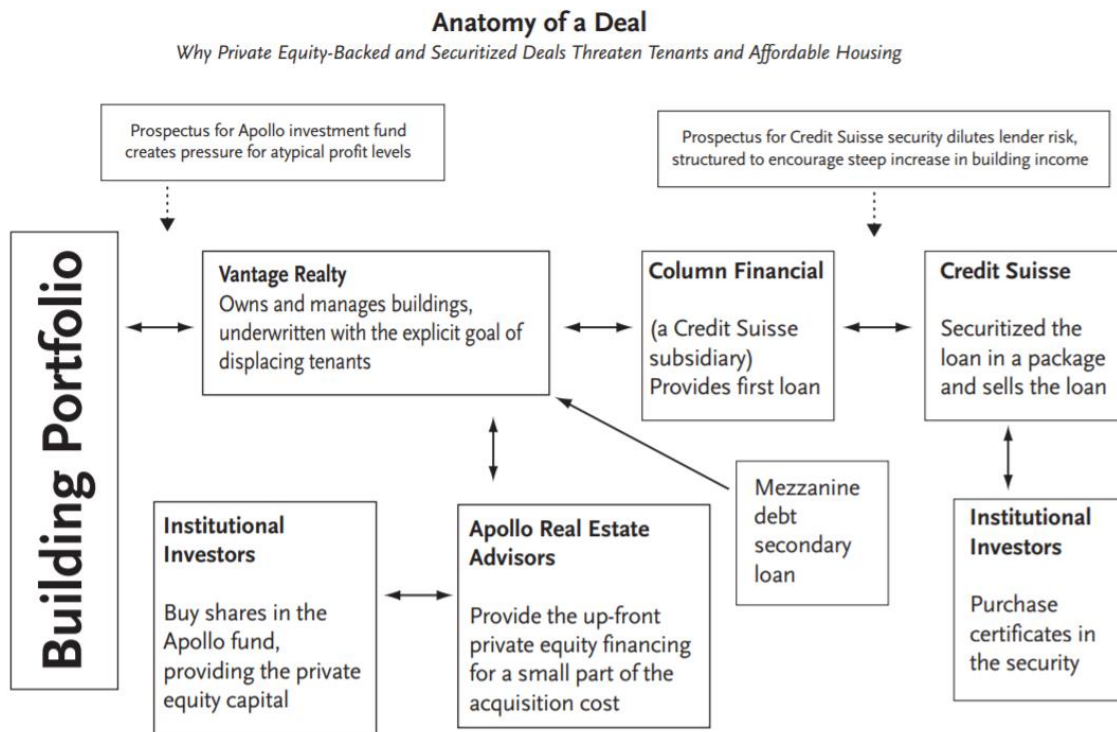 Anatomy of a Deal
Why Private Equity-Backed and Securitized Deals Threaten Tenants and Affordable Housing
Prospectus for Apollo investment fund
creates pressure for atypical profit levels
Prospectus for Credit Suisse security dilutes lender risk,
structured to encourage steep increase in building income
Building Portfolio
Vantage Realty
Owns and manages buildings,
underwritten with the explicit goal of
displacing tenants
Column Financial
(a Credit Suisse
subsidiary)
Provides first loan
Credit Suisse
Securitized the
loan in a package
and sells the loan
Institutional
Investors
Buy shares in the
Apollo fund,
providing the private
equity capital
Apollo Real Estate
Advisors
Provide the up-front
private equity financing
for a small part of the
acquisition cost
Mezzanine
debt
secondary
loan
Institutional
Investors
Purchase
certificates in
the security